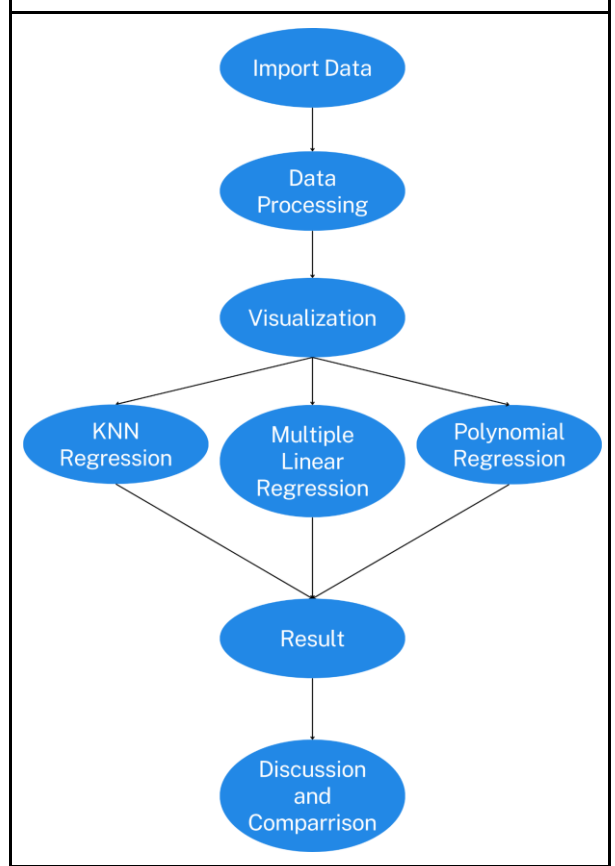 Import Data
Data
Processing
Visualization
KNN
Regression
Multiple
Linear
Regression
Polynomial
Regression
Result
Discussion
and
Comparrison